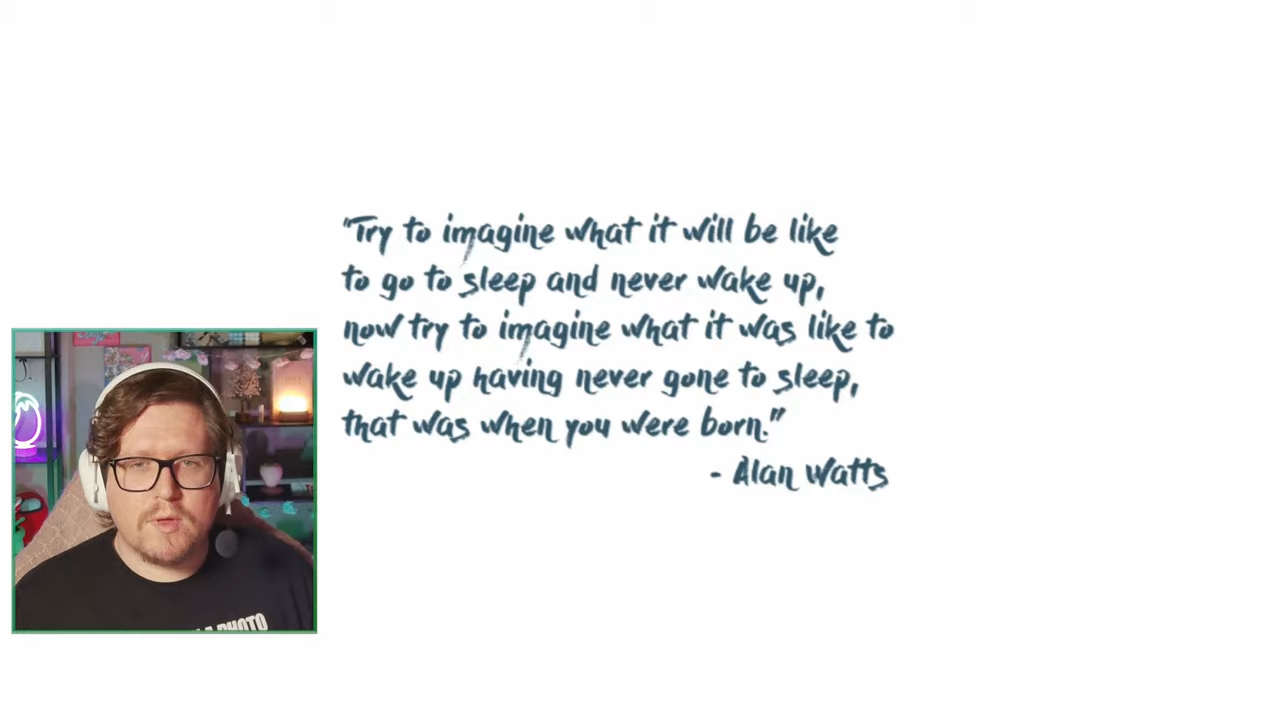 "Try to imagine what it will be like
to go to sleep and never wake up,
now try to imagine what it was like to
wake up having never gone to sleep,
that was when you were born."
- Alan Watts
PHOTO